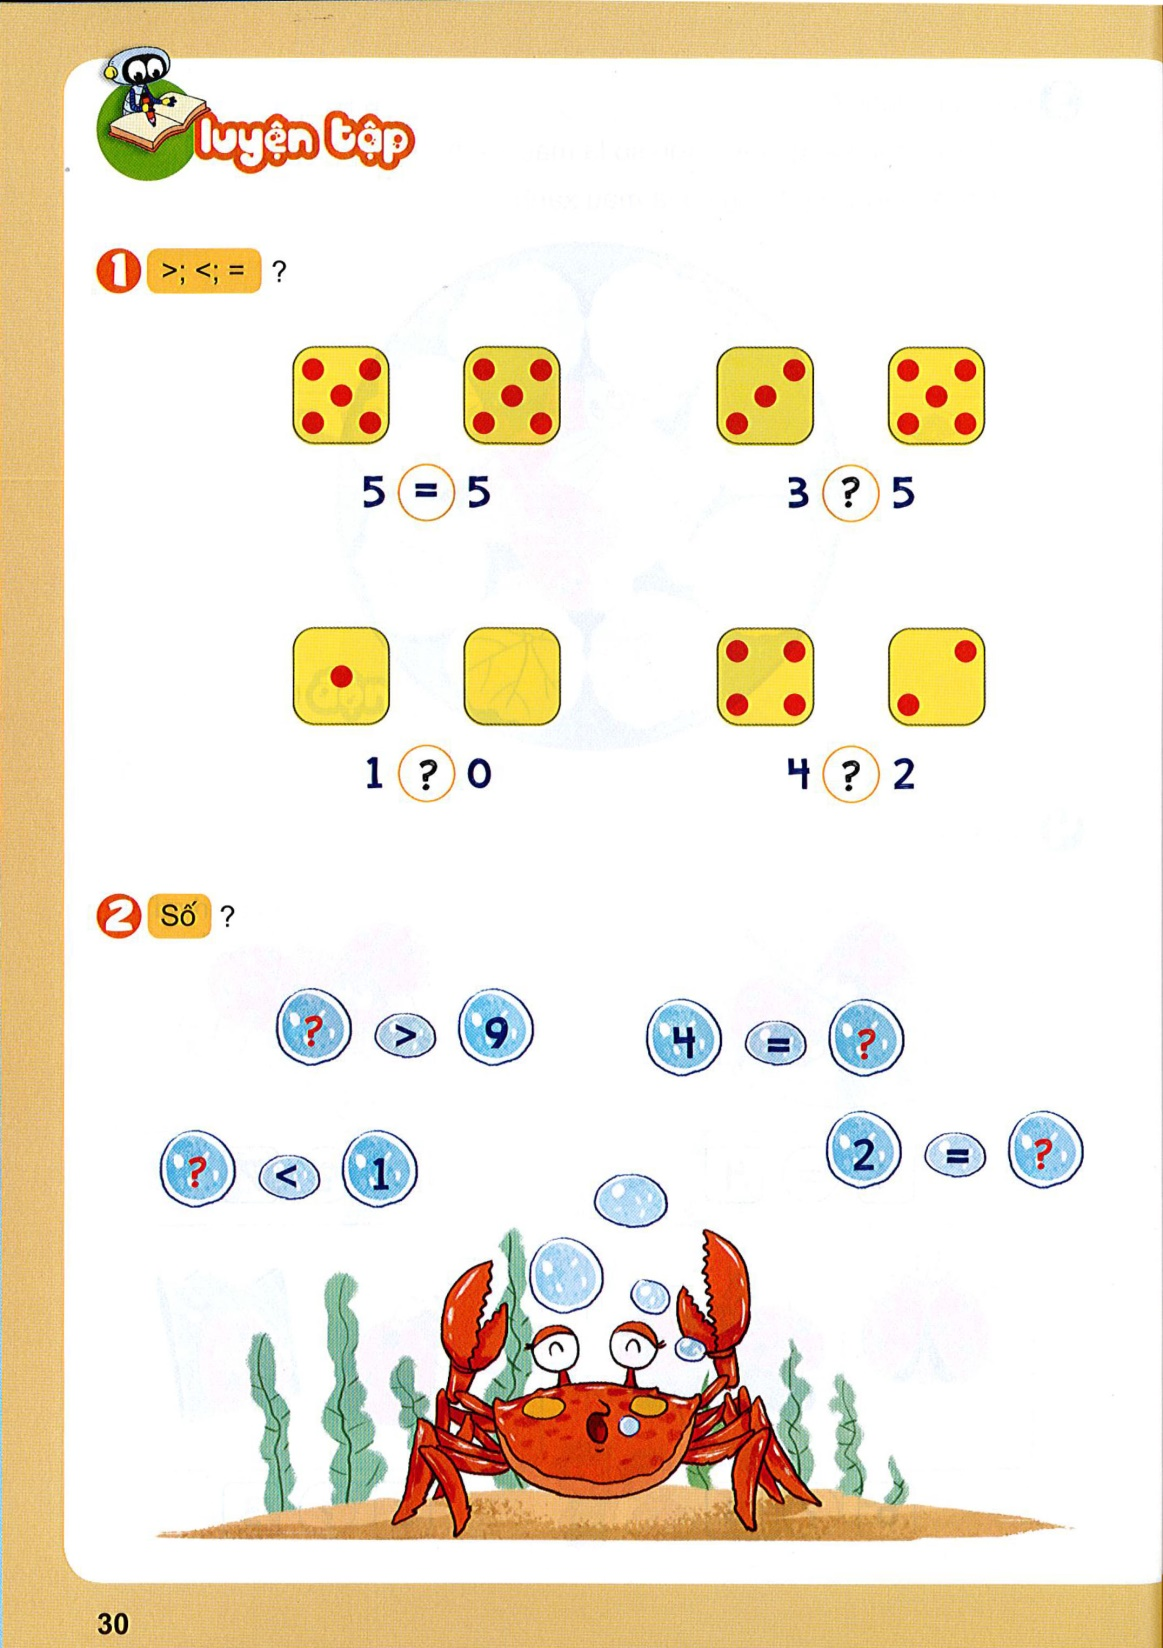 luyện tập
1 >; <; = ?
5 = 5 3 ? 5
1 ? 0 4 ? 2
2 Số ?
? > 9 4 = ?
? < 1 2 = ?
30